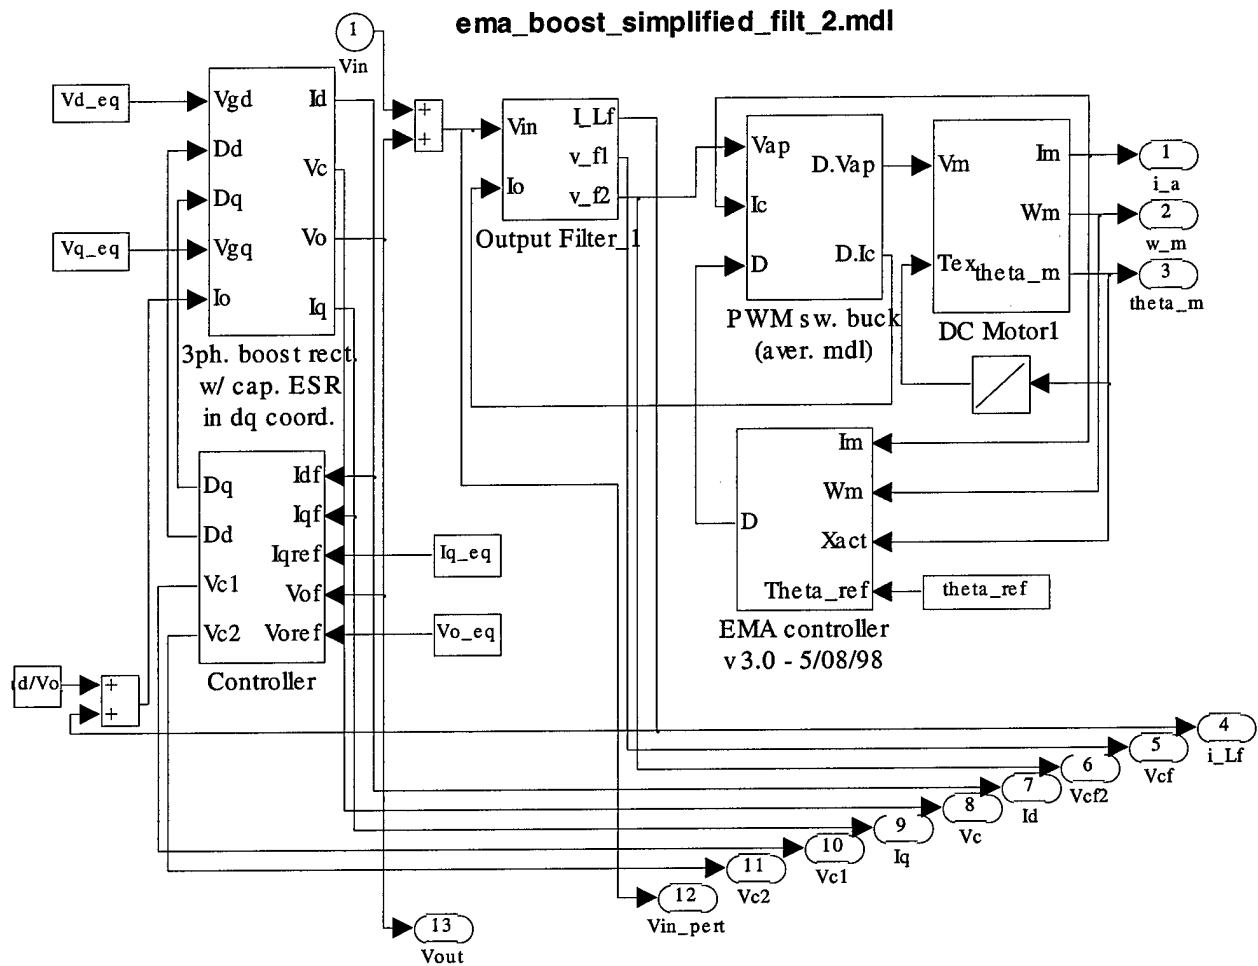 ema_boost_simplified_filt_2.mdl
1
Vin
Vd_eq
Vq_eq
Vgd
Dd
Dq
Vgq
Io
Id
Vc
Vo
Iq
3ph. boost rect.
w/ cap. ESR
in dq coord.
+
+
Vin
Io
I_Lf
v_f1
v_f2
Output Filter_1
Vap
Ic
D
D.Vap
D.Ic
PWM sw. buck
(aver. mdl)
Vm
Tex
Im
Wm
theta_m
DC Motor1
1
i_a
2
w_m
3
theta_m
Dq
Dd
Vc1
Vc2
Idf
Iqf
Iqref
Vof
Voref
Controller
Iq_eq
Vo_eq
D
Im
Wm
Xact
Theta_ref
EMA controller
v3.0 - 5/08/98
theta_ref
d/Vo
+
+
4
i_Lf
5
Vcf
6
Vcf2
7
Id
8
Vc
9
Iq
10
Vc1
11
Vc2
12
Vin_pert
13
Vout